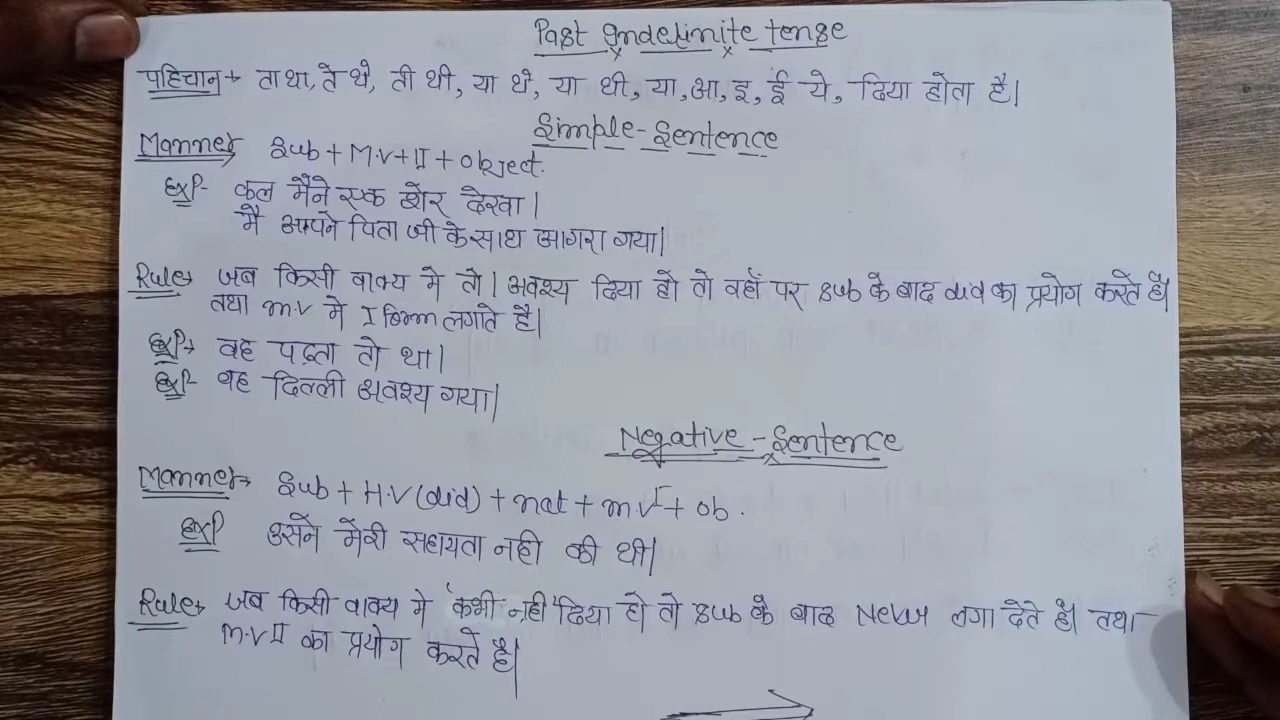 Past Indefinite tense
पहिचान → ता था, ते थे, ती थी, या थे, या थी, या, आ, इ, ई ये, दिया होता है।
Simple-Sentence
Manner Sub + M.V + II + object.
Exp- कल मैने एक शेर देखा।
मै अपने पिता जी के साथ आगरा गया।
Rule→ जब किसी वाक्य मे तो। अवश्य दिया हो तो वहाँ पर sub के बाद did का प्रयोग करते है।
तथा m.v मे I form लगाते है।
Exp→ वह पढ़ता तो था।
Exp- वह दिल्ली अवश्य गया।
Negative-Sentence
Manner→ Sub + H.V (did) + not + m.v I + ob.
Exp उसेने मेरी सहायता नही की थी।
Rule→ जब किसी वाक्य मे 'कभी नही' दिया हो तो sub के बाद Never लगा देते है। तथा
m.v II का प्रयोग करते है।